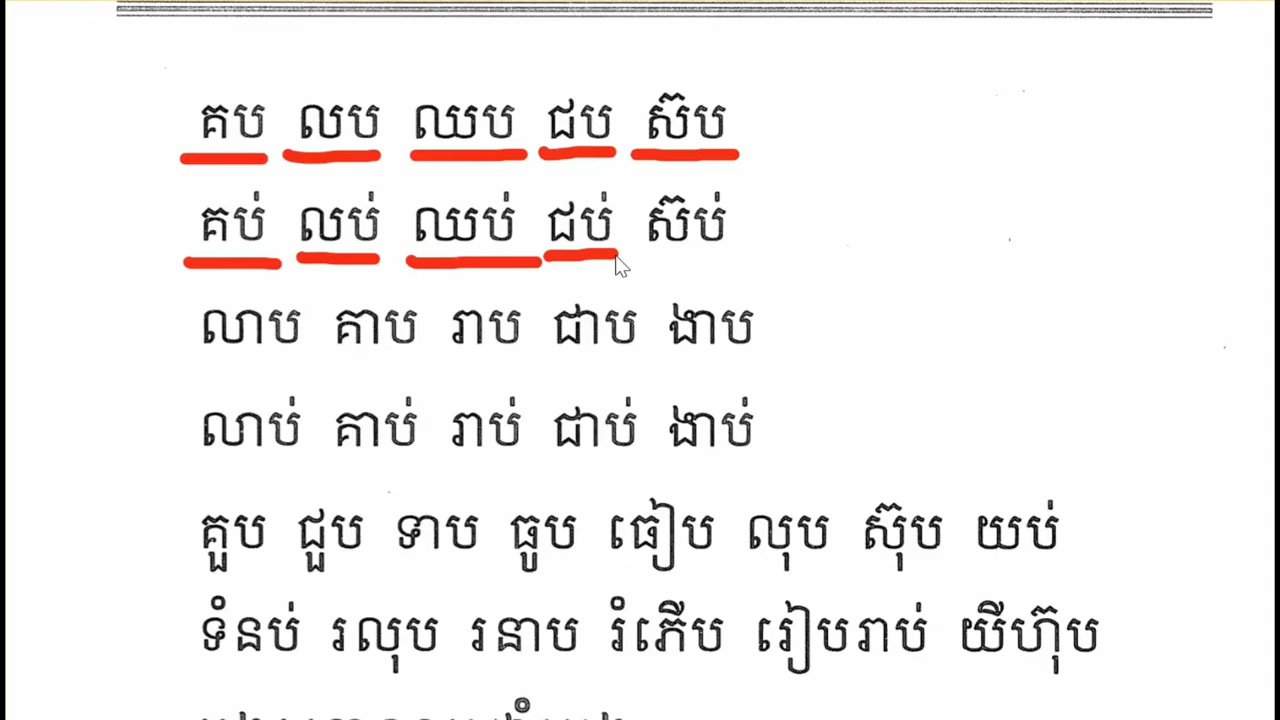 គប លប ឈប ជប ស៊ប
គប់ លប់ ឈប់ ជប់ ស៊ប់
លាប គាប រាប ជាប ងាប
លាប់ គាប់ រាប់ ជាប់ ងាប់
គួប ជួប ទាប ធូប ធៀប លុប ស៊ុប យប់
ទំនប់ រលុប រនាប រំភើប រៀបរាប់ យីហ៊ុប